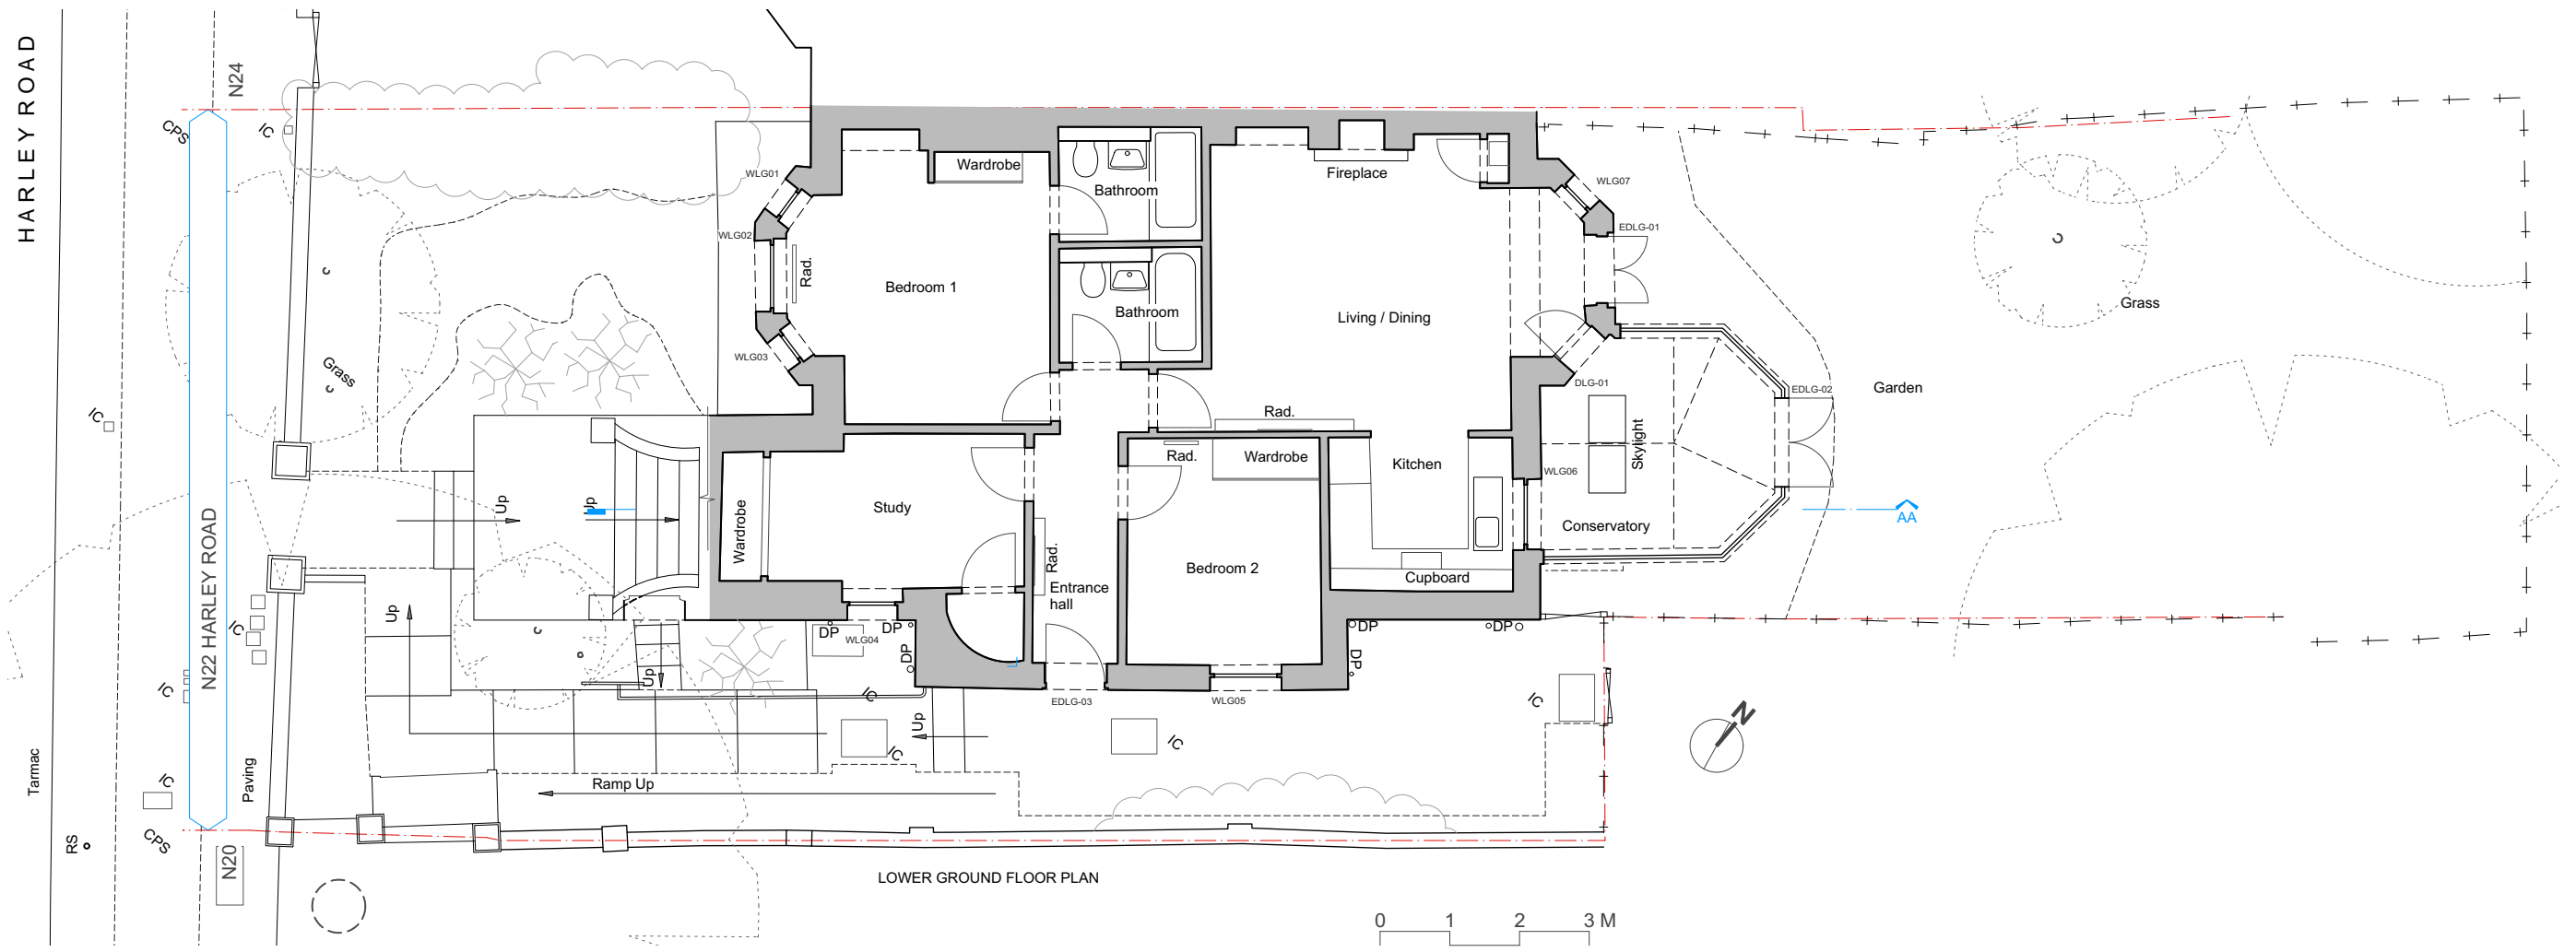 HARLEY ROAD
N24
CPS
IC
WLG01
Wardrobe
Bathroom
Fireplace
WLG07
WLG02
EDLG-01
Rad.
Bedroom 1
Bathroom
Living / Dining
Grass
WLG03
Grass
DLG-01
EDLG-02
Garden
IC
Rad.
Skylight
Rad.
Wardrobe
Kitchen
WLG06
Up
Up
Wardrobe
Study
Conservatory
AA
N22 HARLEY ROAD
Rad.
Entrance
hall
Bedroom 2
Cupboard
Up
IC
DP
WLG04
DP
DP
DP
DP
DP
Up
IC
IC
EDLG-03
WLG05
IC
N
Up
IC
IC
Tarmac
IC
Paving
Ramp Up
RS
CPS
N20
LOWER GROUND FLOOR PLAN
0 1 2 3 M